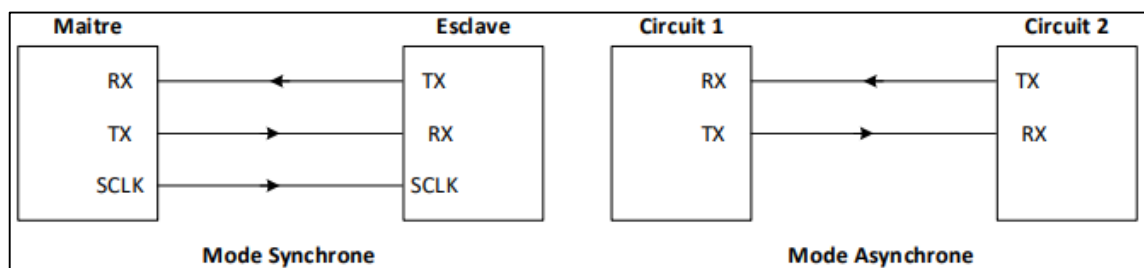 Maitre Esclave Circuit 1 Circuit 2
RX TX RX TX
TX RX TX RX
SCLK SCLK
Mode Synchrone Mode Asynchrone